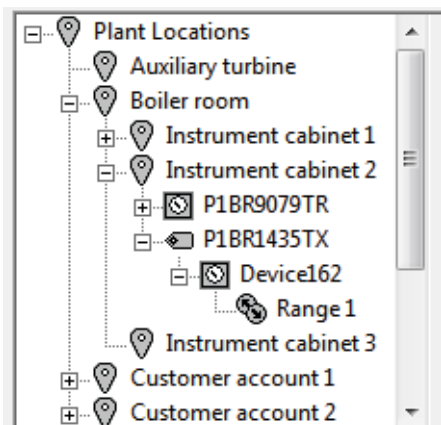 Plant Locations
Auxiliary turbine
Boiler room
Instrument cabinet 1
Instrument cabinet 2
P1BR9079TR
P1BR1435TX
Device162
Range 1
Instrument cabinet 3
Customer account 1
Customer account 2